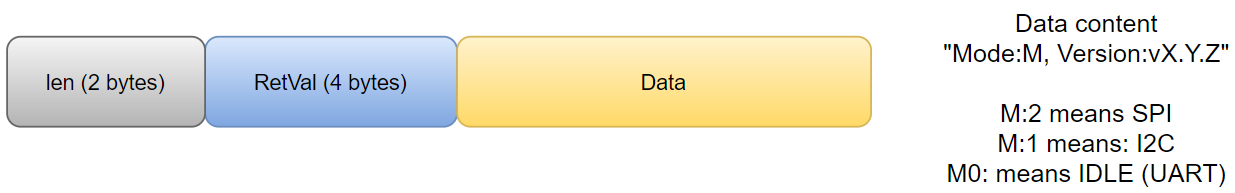 len (2 bytes)
RetVal (4 bytes)
Data
Data content
"Mode:M, Version:vX.Y.Z"
M:2 means SPI
M:1 means: I2C
M0: means IDLE (UART)